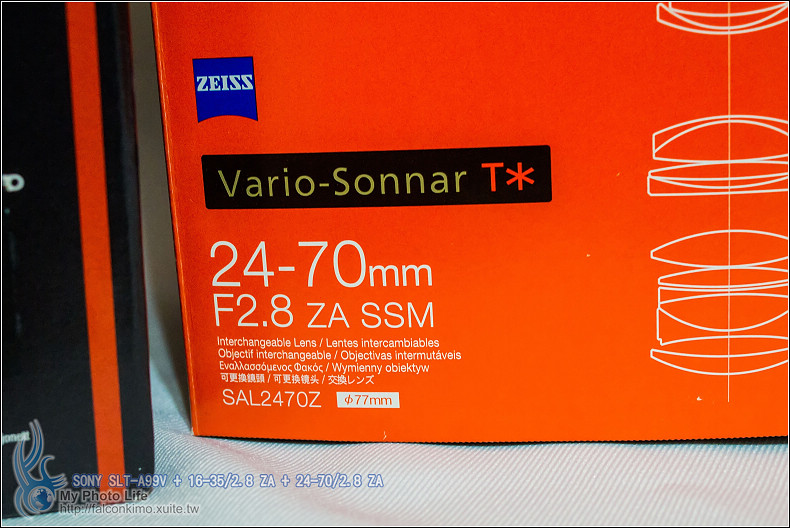 ZEISS
Vario-Sonnar T*
24-70mm
F2.8 ZA SSM
Interchangeable Lens / Lentes intercambiables
Objectif interchangeable / Objectivas intermutáveis
Εναλλασσόμενος Φακός / Wymienny obiektyw
可更換鏡頭 / 可更换镜头 / 交換レンズ
SAL2470Z ϕ77mm
SONY SLT-A99V + 16-35/2.8 ZA + 24-70/2.8 ZA
My Photo Life
http://falconkimo.xuite.tw